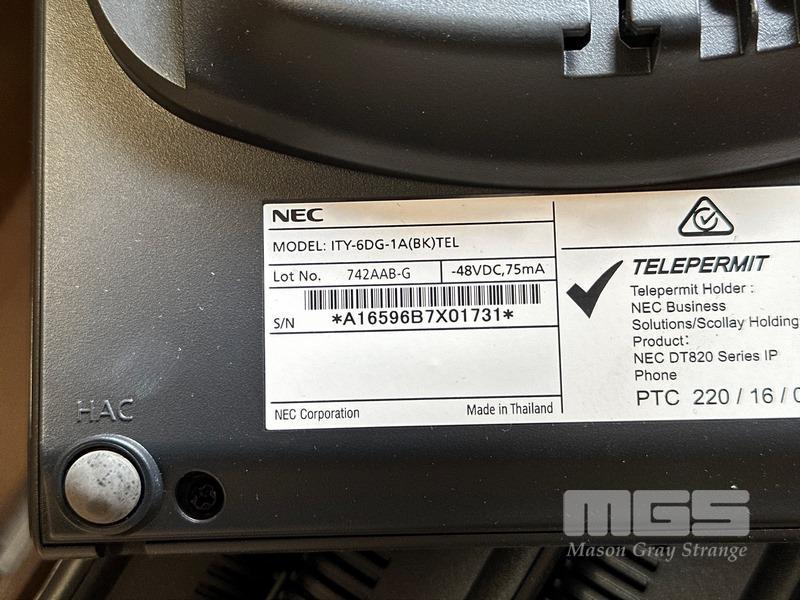 NEC
MODEL: ITY-6DG-1A(BK)TEL
Lot No. 742AAB-G -48VDC,75mA
S/N *A16596B7X01731*
NEC Corporation Made in Thailand
TELEPERMIT
Telepermit Holder :
NEC Business
Solutions/Scollay Holding
Product:
NEC DT820 Series IP
Phone
PTC 220 / 16 / 0
HAC
MGS
Mason Gray Strange